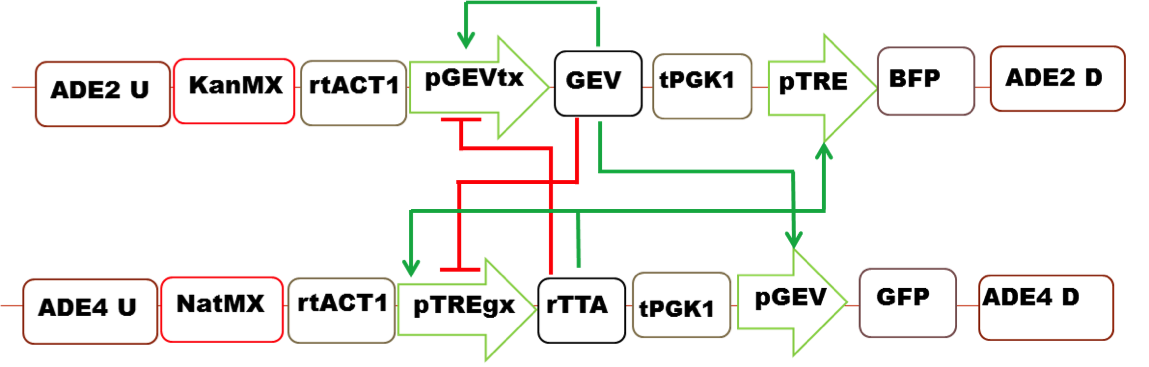 ADE2 U KanMX rtACT1 pGEVtx GEV tPGK1 pTRE BFP ADE2 D
ADE4 U NatMX rtACT1 pTREgx rTTA tPGK1 pGEV GFP ADE4 D